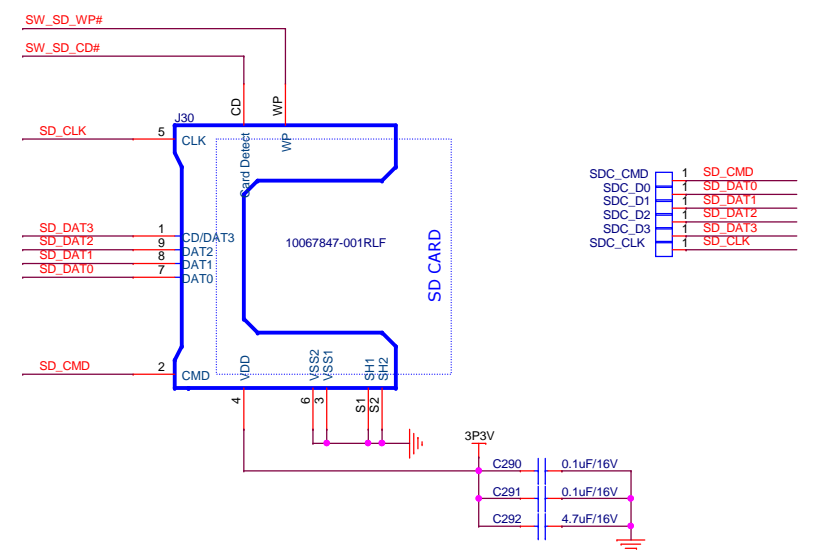 SW_SD_WP#
SW_SD_CD#
CD
WP
J30
SD_CLK 5 CLK
Card Detect
WP
SD_DAT3 1 CD/DAT3
SD_DAT2 9 DAT2
SD_DAT1 8 DAT1
SD_DAT0 7 DAT0
10067847-001RLF
SD CARD
SD_CMD 2 CMD
VDD
VSS2
VSS1
SH1
SH2
4
6
3
S1
S2
SDC_CMD 1 SD_CMD
SDC_D0 1 SD_DAT0
SDC_D1 1 SD_DAT1
SDC_D2 1 SD_DAT2
SDC_D3 1 SD_DAT3
SDC_CLK 1 SD_CLK
3P3V
C290 0.1uF/16V
C291 0.1uF/16V
C292 4.7uF/16V